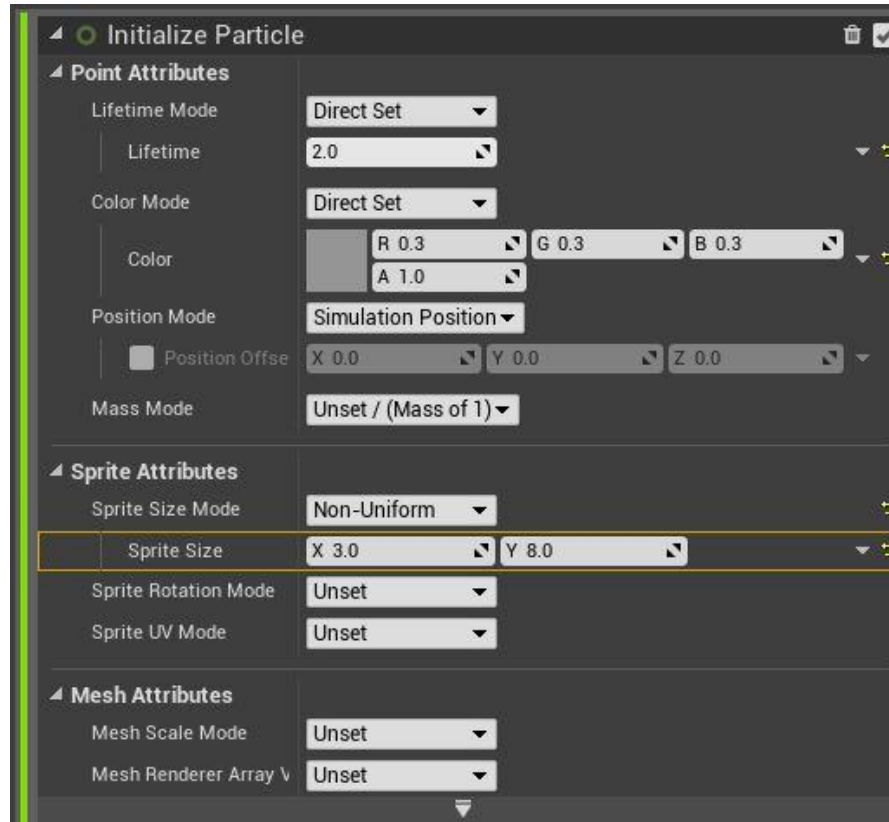 Initialize Particle
Point Attributes
Lifetime Mode Direct Set
Lifetime 2.0
Color Mode Direct Set
Color R 0.3 G 0.3 B 0.3
A 1.0
Position Mode Simulation Position
Position Offse X 0.0 Y 0.0 Z 0.0
Mass Mode Unset / (Mass of 1)
Sprite Attributes
Sprite Size Mode Non-Uniform
Sprite Size X 3.0 Y 8.0
Sprite Rotation Mode Unset
Sprite UV Mode Unset
Mesh Attributes
Mesh Scale Mode Unset
Mesh Renderer Array V Unset